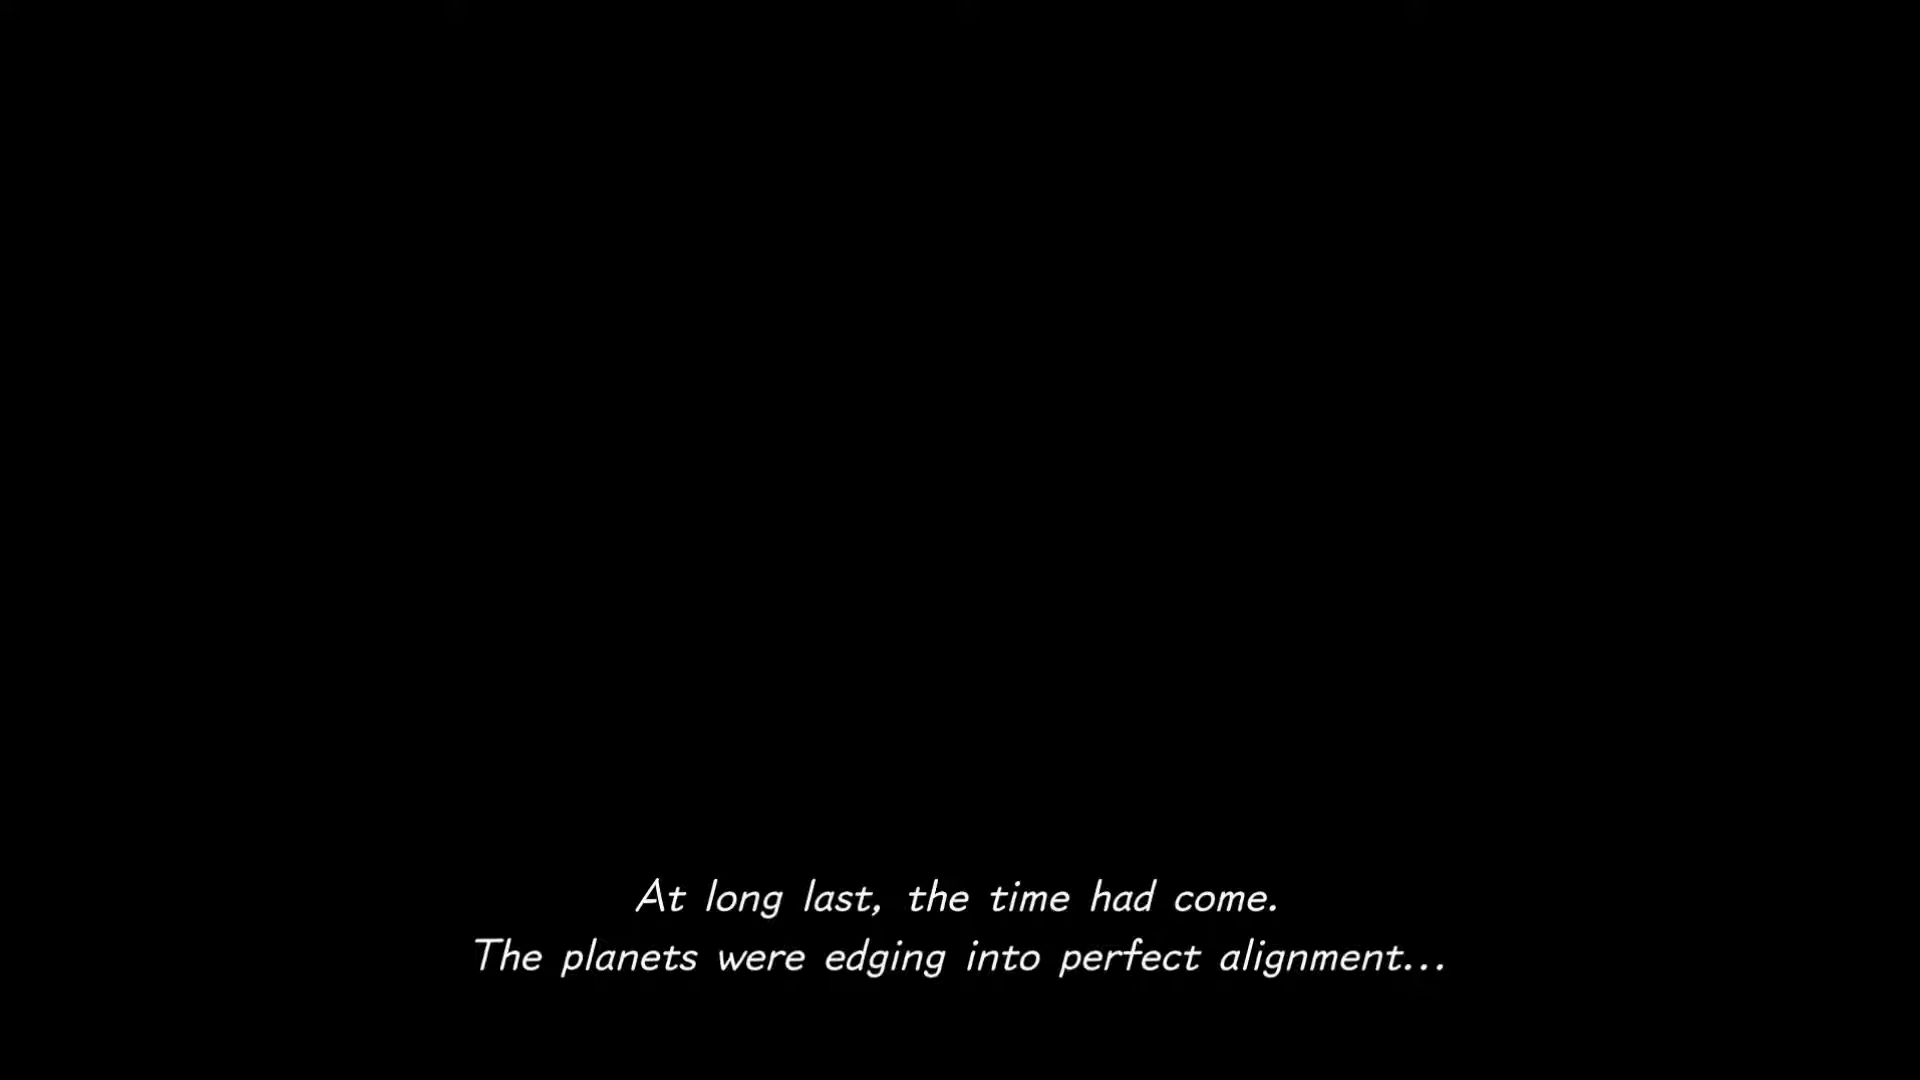 At long last, the time had come.
The planets were edging into perfect alignment...